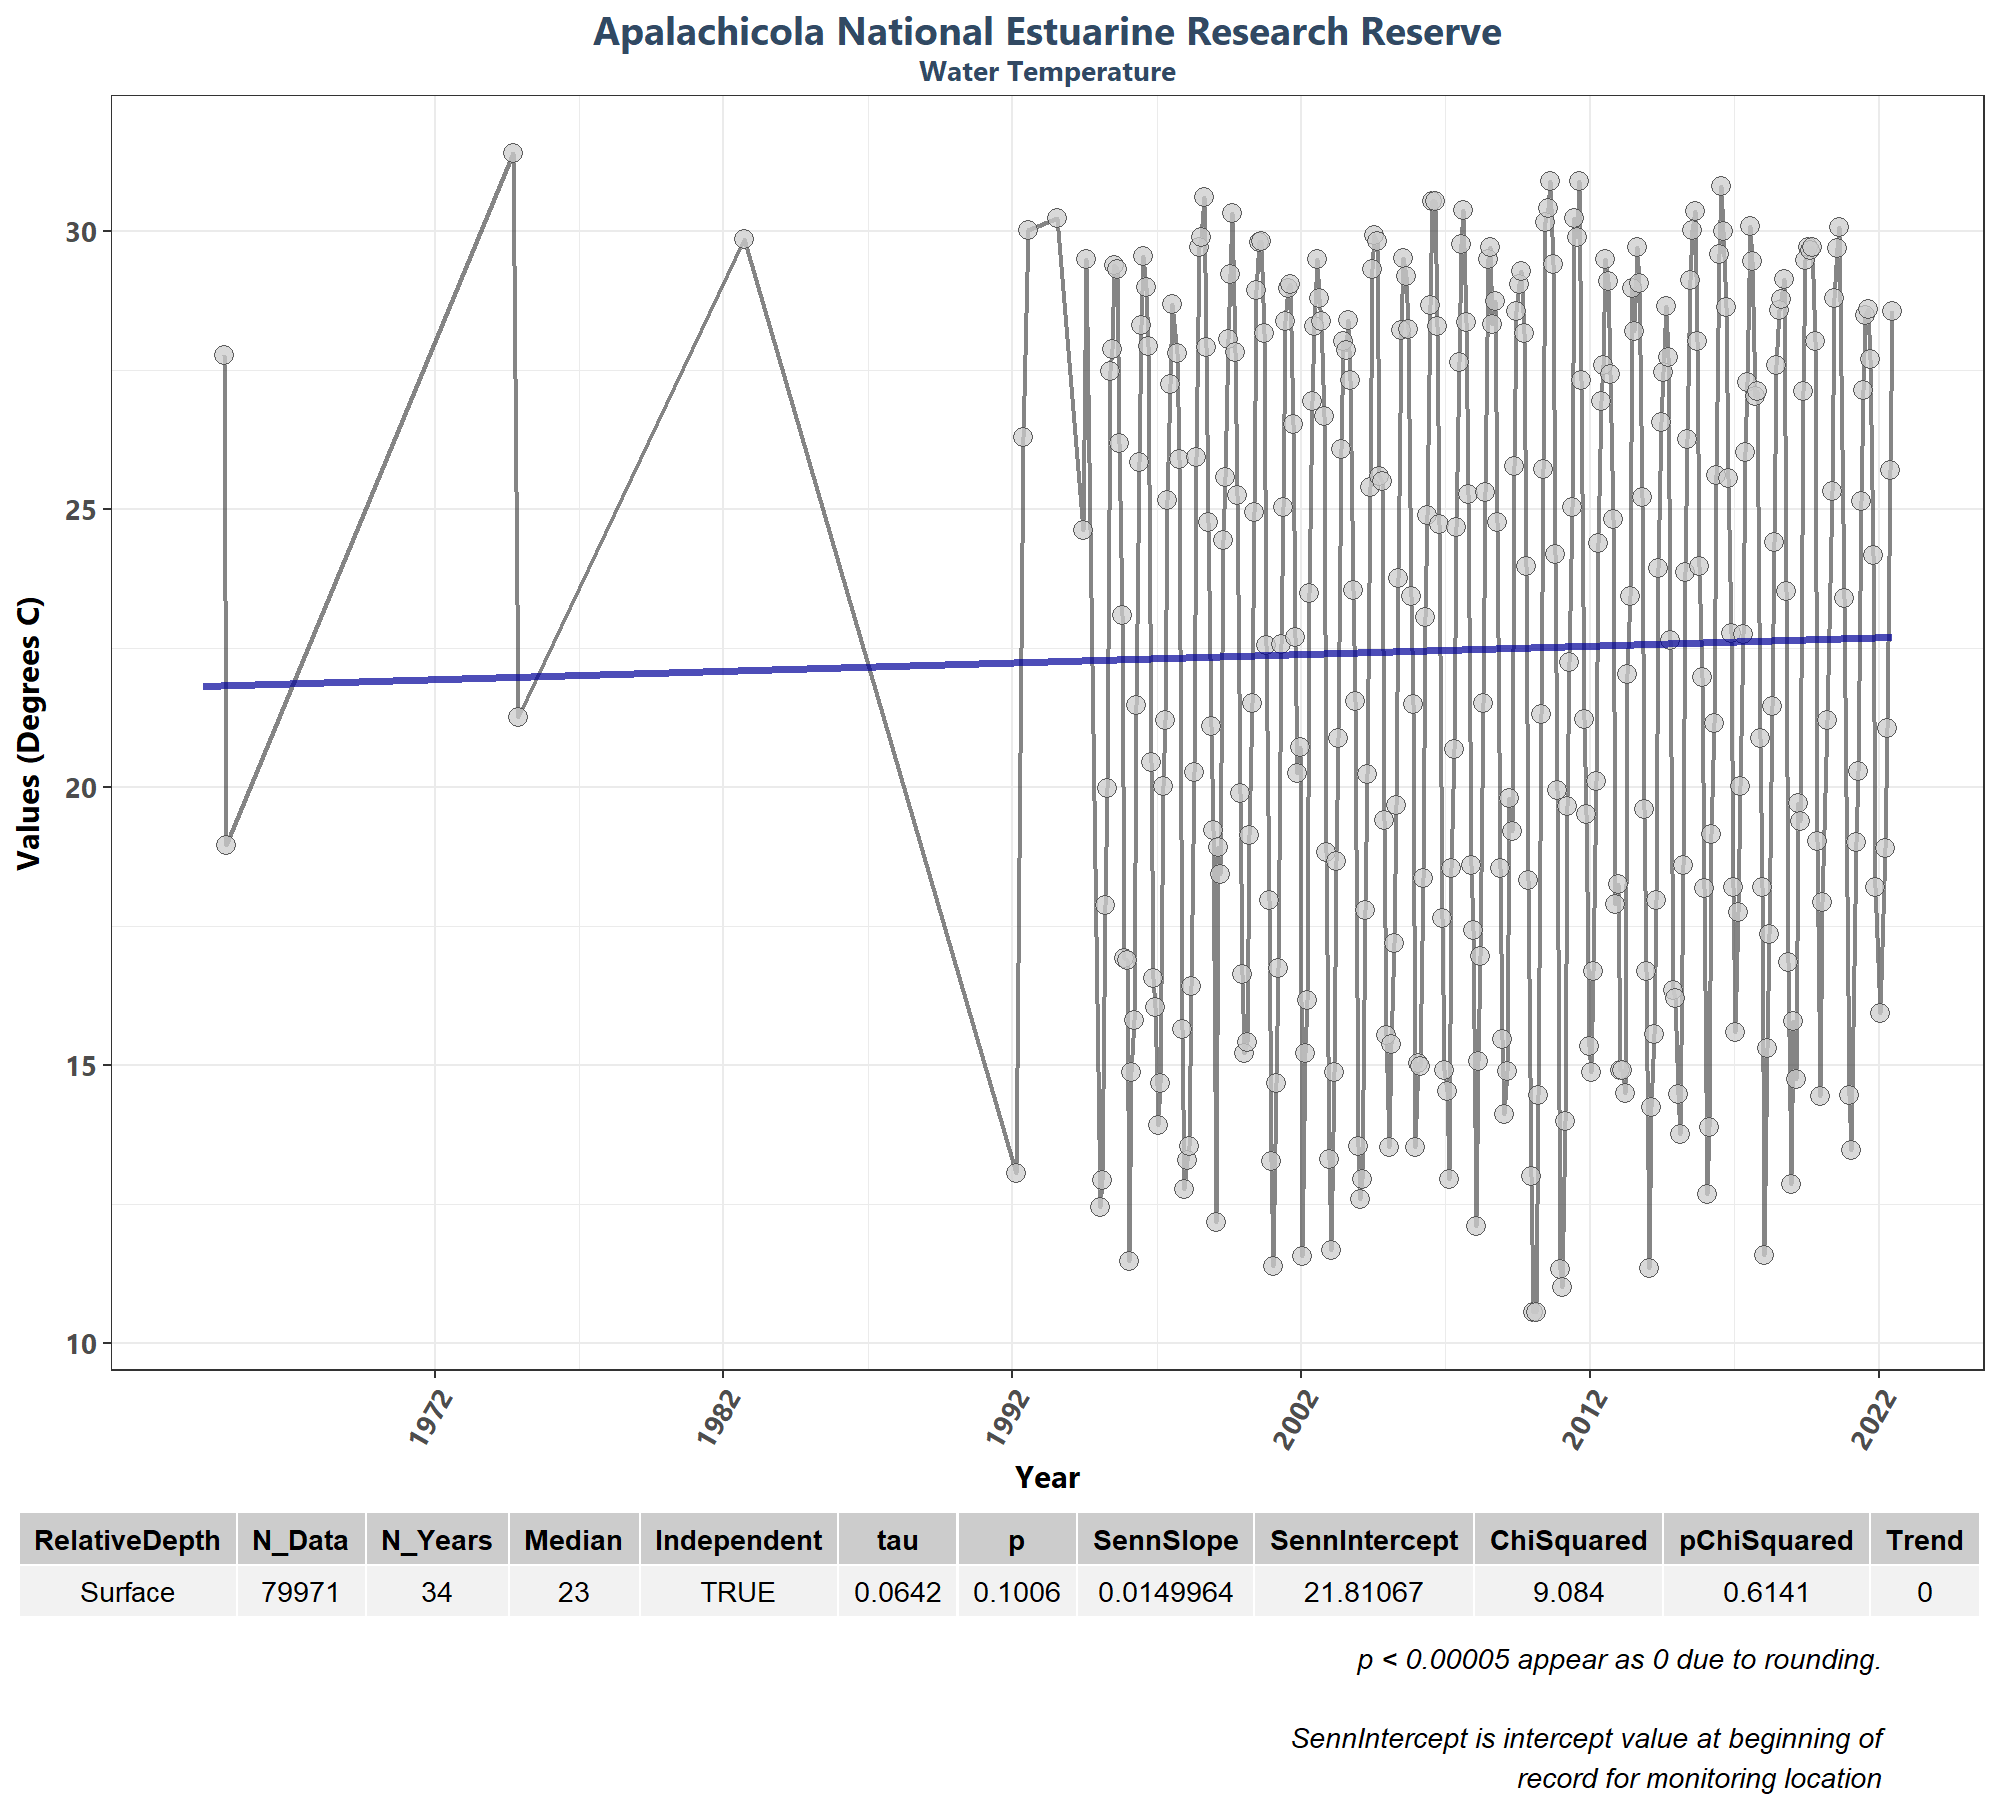 Apalachicola National Estuarine Research Reserve
Water Temperature
Values (Degrees C)
30
25
20
15
10
1972 1982 1992 2002 2012 2022
Year
RelativeDepth N_Data N_Years Median Independent tau p SennSlope SennIntercept ChiSquared pChiSquared Trend
Surface 79971 34 23 TRUE 0.0642 0.1006 0.0149964 21.81067 9.084 0.6141 0
p < 0.00005 appear as 0 due to rounding.
SennIntercept is intercept value at beginning of
record for monitoring location